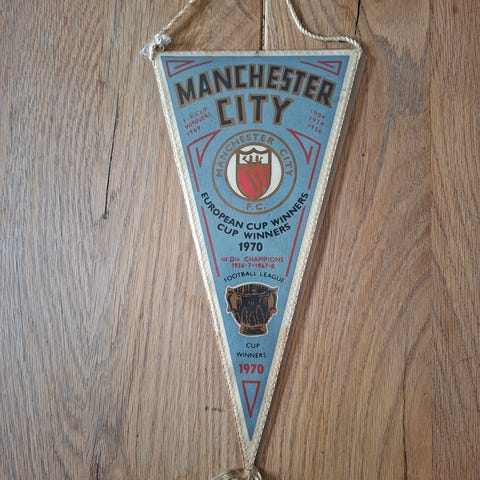 MANCHESTER
CITY
F.A.CUP
WINNERS
1969
1904
1934
1956
MANCHESTER CITY
F.C.
EUROPEAN CUP WINNERS
CUP WINNERS
1970
1st DIV. CHAMPIONS
1936-7·1967-8
FOOTBALL LEAGUE
CUP
WINNERS
1970